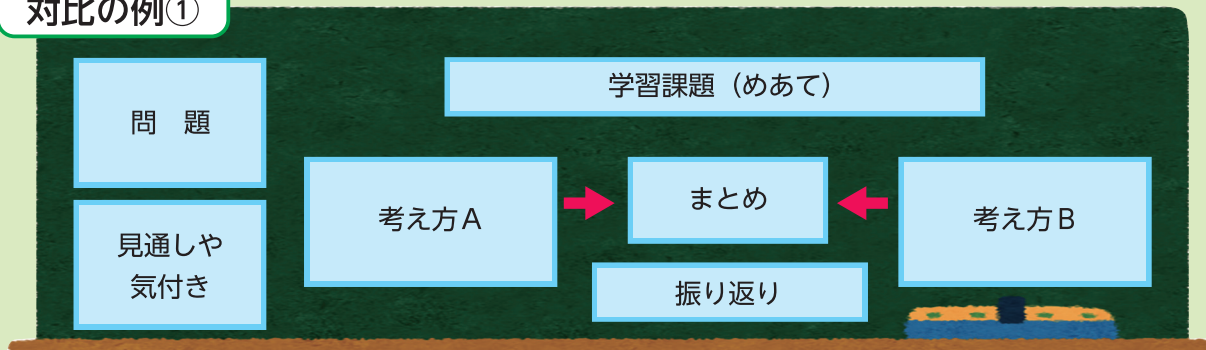 対比の例①
問　題
学習課題（めあて）
見通しや
気付き
考え方A
まとめ
考え方B
振り返り